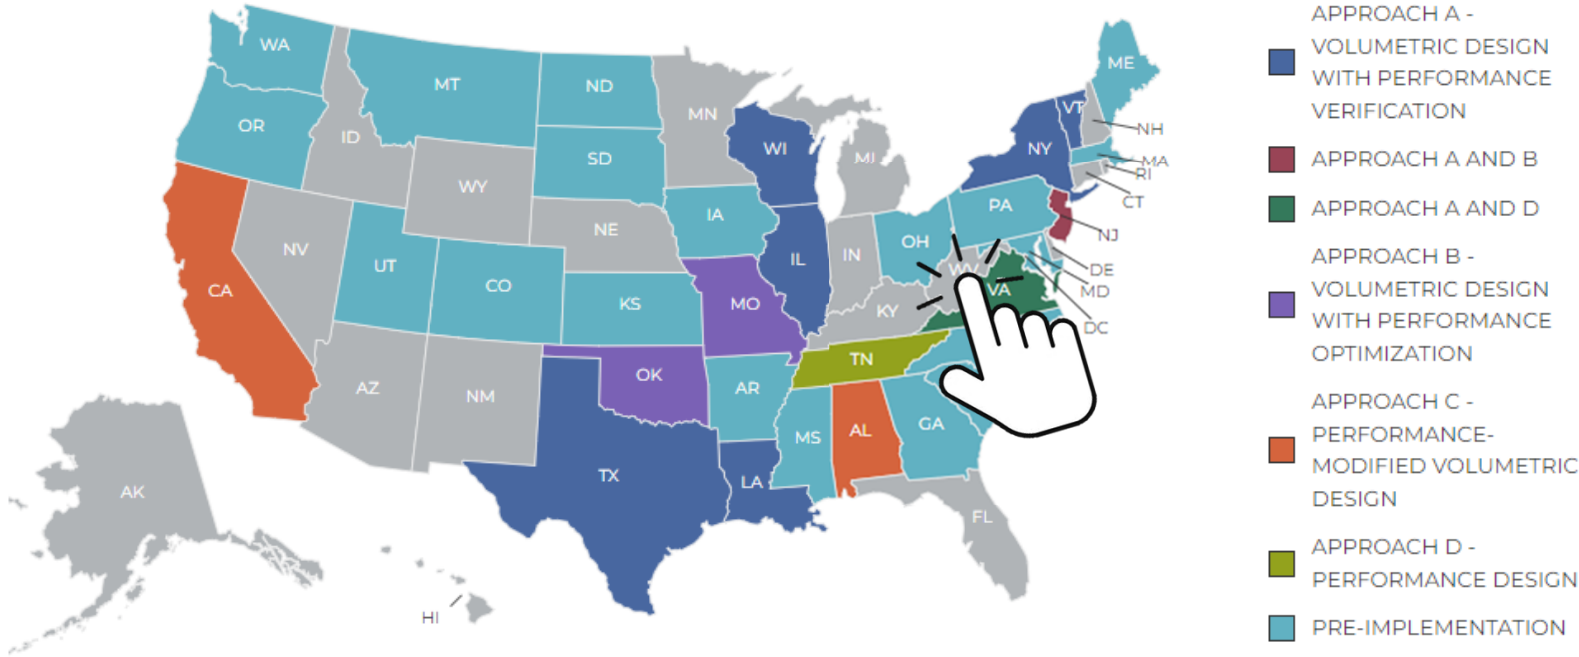 WA
MT
ND
MN
ME
OR
ID
SD
WI
MI
VT
NY
NH
MA
RI
CT
WY
IA
PA
NJ
NE
OH
IN
IL
NV
UT
CO
KS
MO
WV
VA
KY
DE
MD
DC
CA
AZ
NM
OK
AR
TN
MS
AL
GA
TX
LA
FL
AK
HI
APPROACH A -
VOLUMETRIC DESIGN
WITH PERFORMANCE
VERIFICATION
APPROACH A AND B
APPROACH A AND D
APPROACH B -
VOLUMETRIC DESIGN
WITH PERFORMANCE
OPTIMIZATION
APPROACH C -
PERFORMANCE-
MODIFIED VOLUMETRIC
DESIGN
APPROACH D -
PERFORMANCE DESIGN
PRE-IMPLEMENTATION